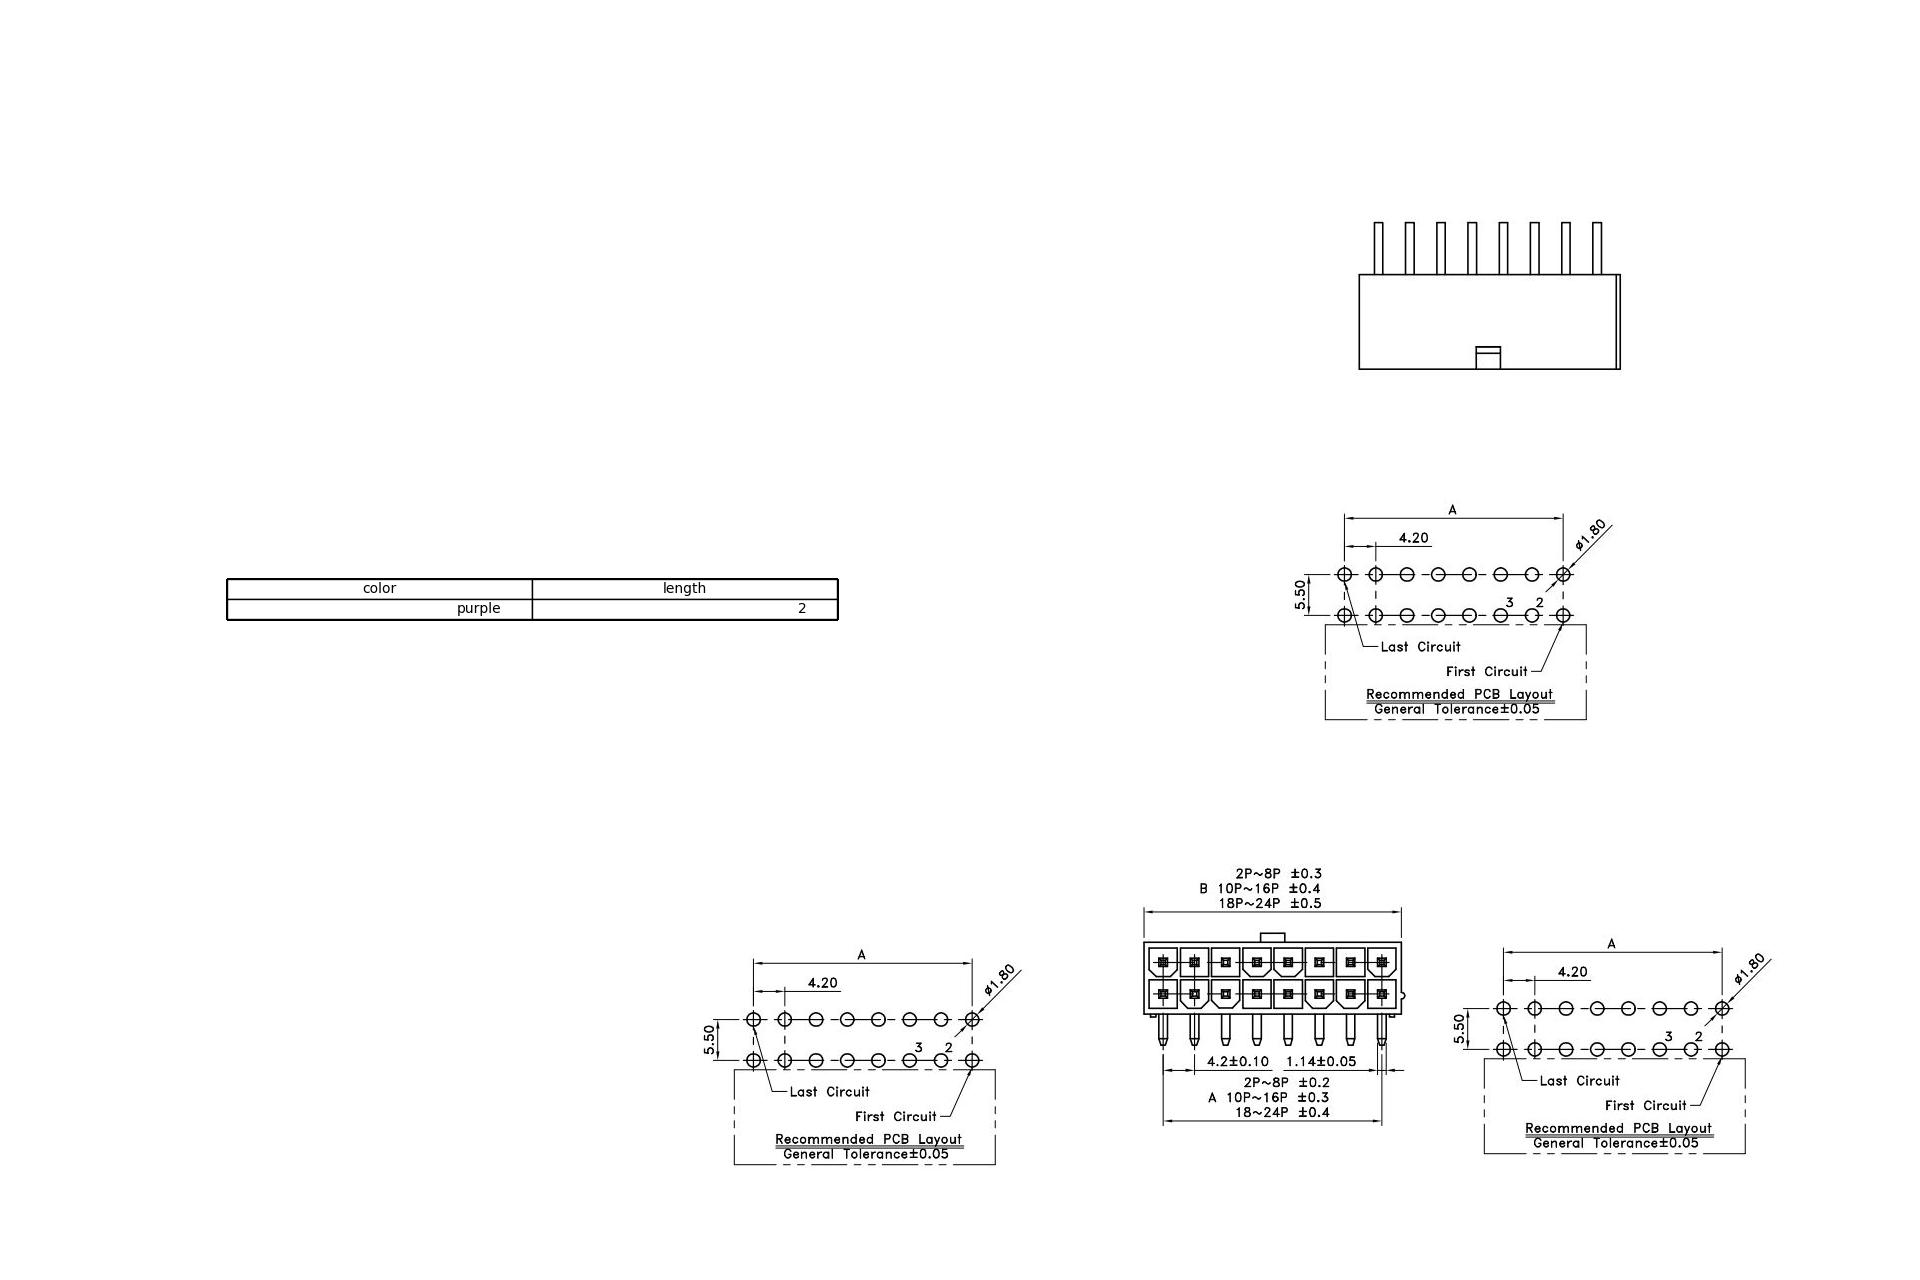 A
4.20
ø1.80
5.50
3 2
Last Circuit
First Circuit
Recommended PCB Layout
General Tolerance±0.05
color length
purple 2
2P~8P ±0.3
B 10P~16P ±0.4
18P~24P ±0.5
4.2±0.10 1.14±0.05
2P~8P ±0.2
A 10P~16P ±0.3
18~24P ±0.4
A
4.20
ø1.80
5.50
3 2
Last Circuit
First Circuit
Recommended PCB Layout
General Tolerance±0.05
A
4.20
ø1.80
5.50
3 2
Last Circuit
First Circuit
Recommended PCB Layout
General Tolerance±0.05